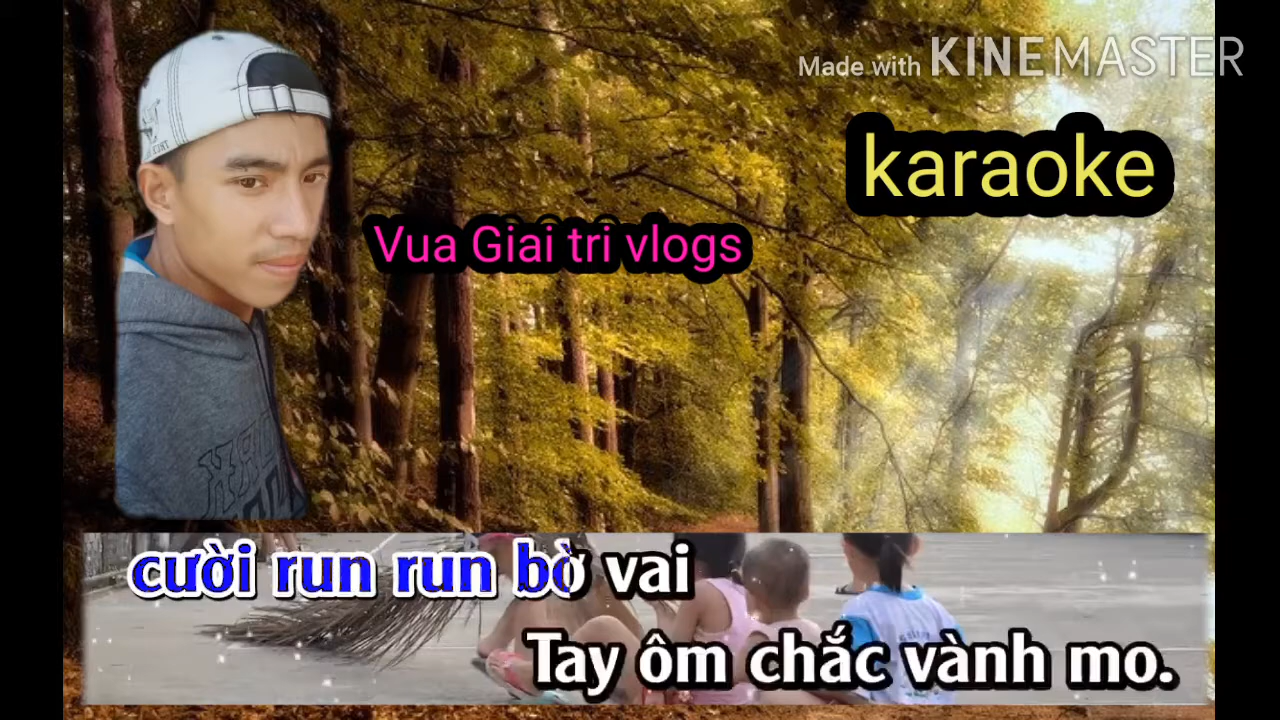 Made with KINEMASTER
karaoke
Vua Giai tri vlogs
cười run run bờ vai
Tay ôm chắc vành mo.